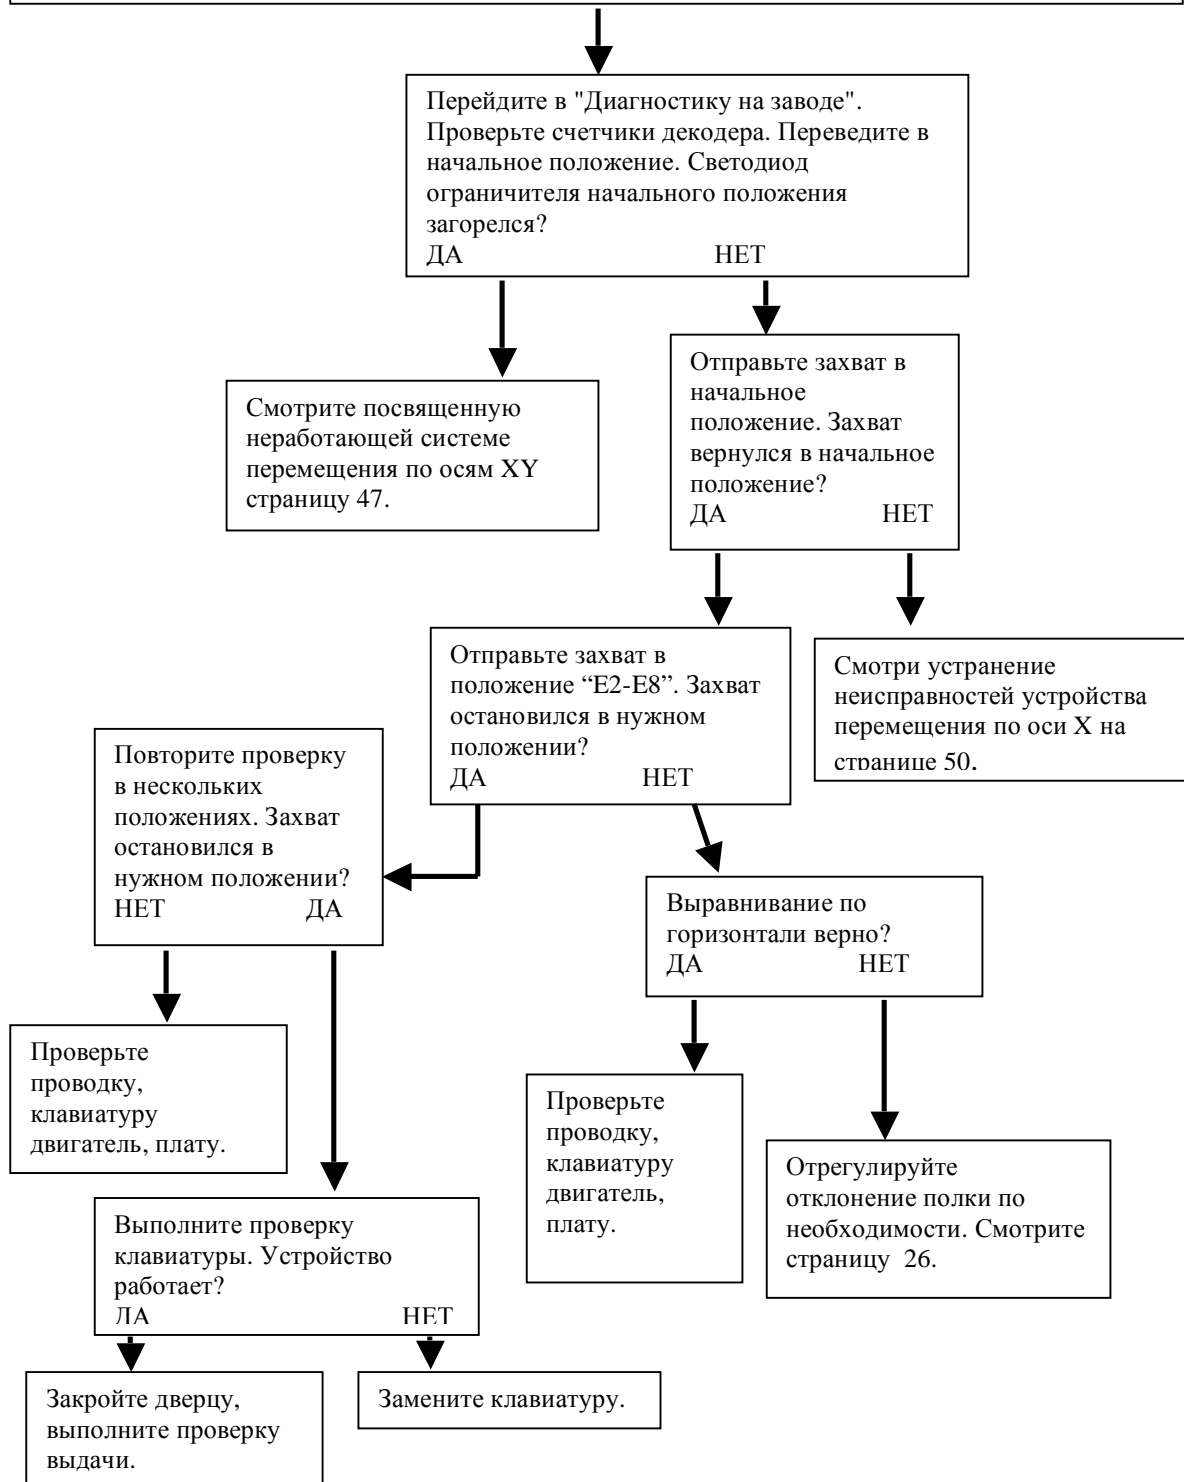 Перейдите в "Диагностику на заводе".
Проверьте счетчики декодера. Переведите в
начальное положение. Светодиод
ограничителя начального положения
загорелся?
ДА НЕТ
Смотрите посвященную
неработающей системе
перемещения по осям XY
страницу 47.
Отправьте захват в
начальное
положение. Захват
вернулся в начальное
положение?
ДА НЕТ
Отправьте захват в
положение “E2-E8”. Захват
остановился в нужном
положении?
ДА НЕТ
Смотри устранение
неисправностей устройства
перемещения по оси X на
странице 50.
Повторите проверку
в нескольких
положениях. Захват
остановился в
нужном положении?
НЕТ ДА
Выравнивание по
горизонтали верно?
ДА НЕТ
Проверьте
проводку,
клавиатуру
двигатель, плату.
Проверьте
проводку,
клавиатуру
двигатель,
плату.
Отрегулируйте
отклонение полки по
необходимости. Смотрите
страницу 26.
Выполните проверку
клавиатуры. Устройство
работает?
ДА НЕТ
Закройте дверцу,
выполните проверку
выдачи.
Замените клавиатуру.